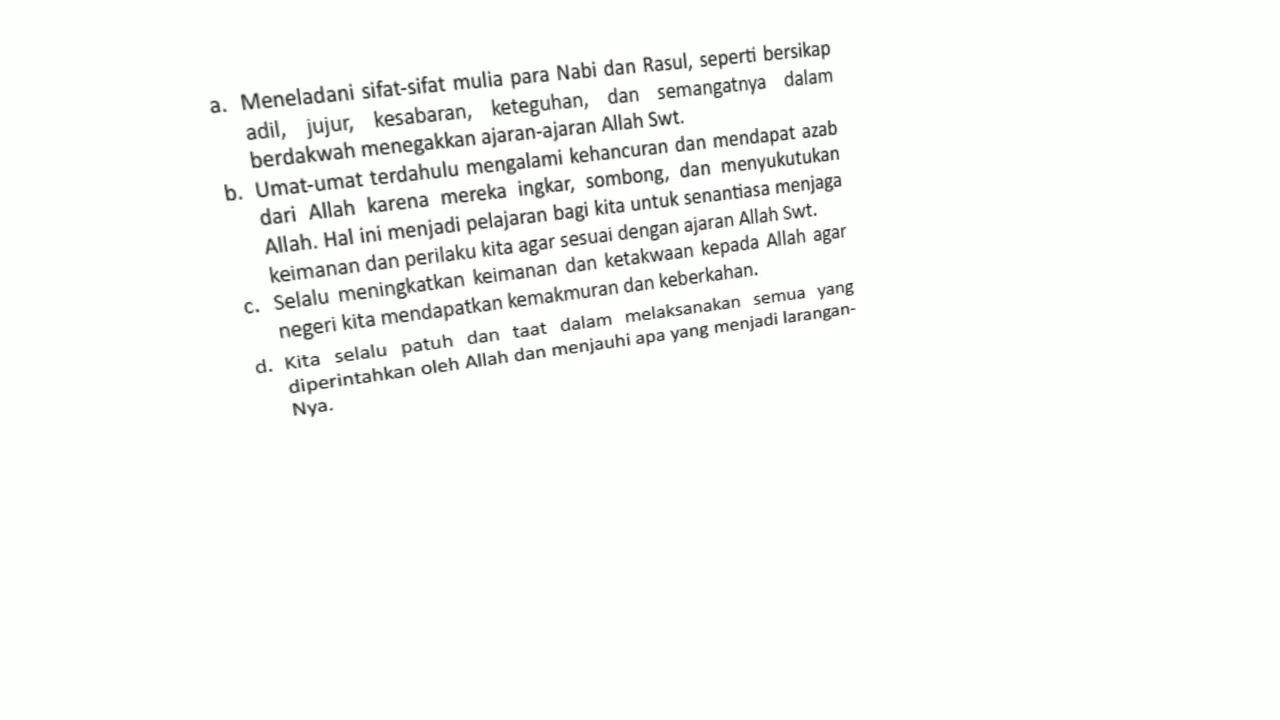 a. Meneladani sifat-sifat mulia para Nabi dan Rasul, seperti bersikap
adil, jujur, kesabaran, keteguhan, dan semangatnya dalam
berdakwah menegakkan ajaran-ajaran Allah Swt.
b. Umat-umat terdahulu mengalami kehancuran dan mendapat azab
dari Allah karena mereka ingkar, sombong, dan menyukutukan
Allah. Hal ini menjadi pelajaran bagi kita untuk senantiasa menjaga
keimanan dan perilaku kita agar sesuai dengan ajaran Allah Swt.
c. Selalu meningkatkan keimanan dan ketakwaan kepada Allah agar
negeri kita mendapatkan kemakmuran dan keberkahan.
d. Kita selalu patuh dan taat dalam melaksanakan semua yang
diperintahkan oleh Allah dan menjauhi apa yang menjadi larangan-
Nya.